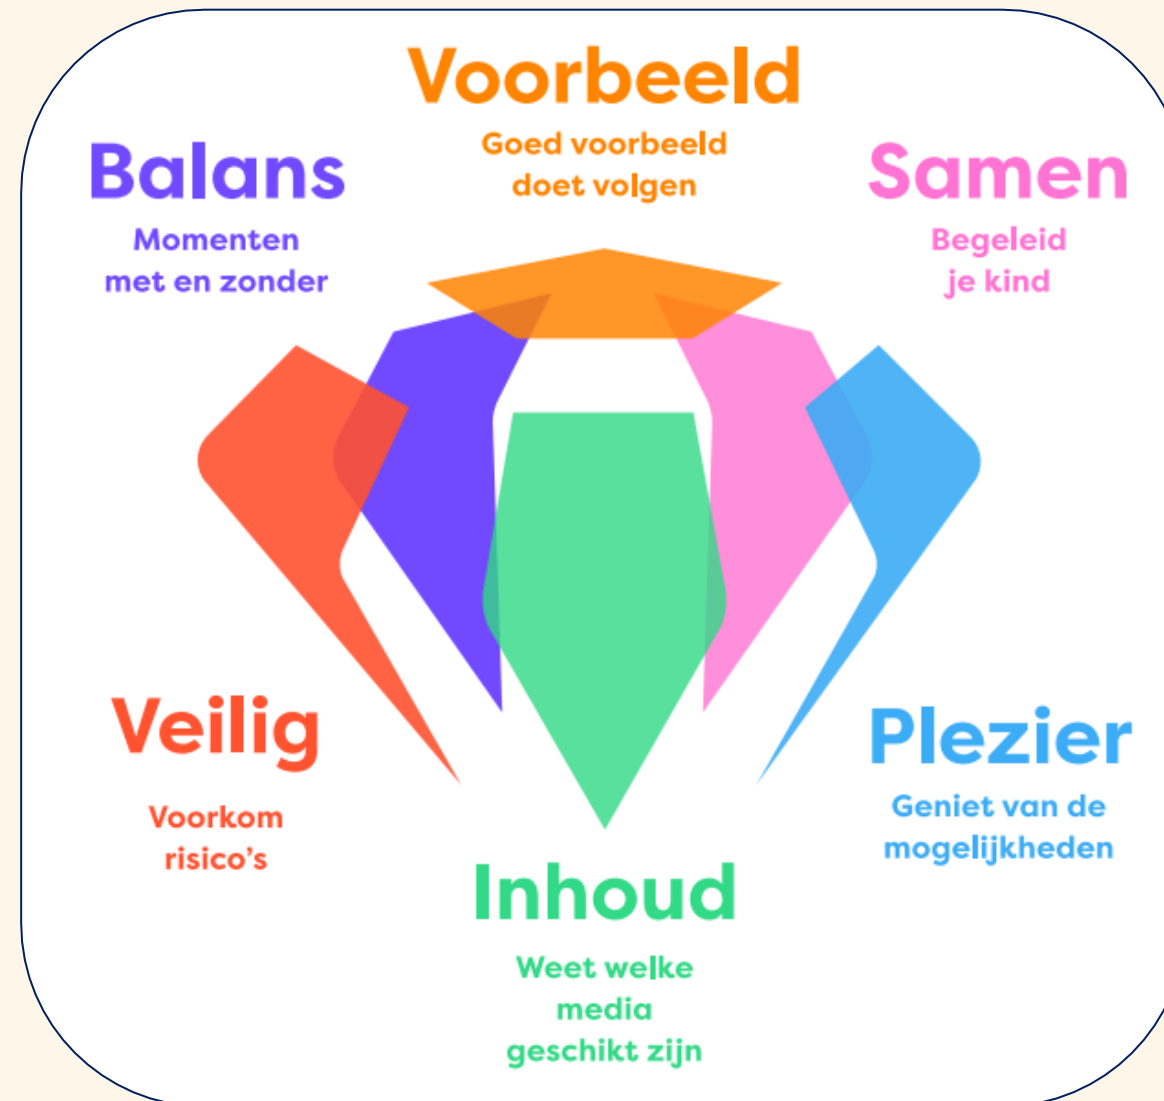 Voorbeeld
Goed voorbeeld
doet volgen
Balans
Momenten
met en zonder
Samen
Begeleid
je kind
Veilig
Voorkom
risico’s
Plezier
Geniet van de
mogelijkheden
Inhoud
Weet welke
media
geschikt zijn